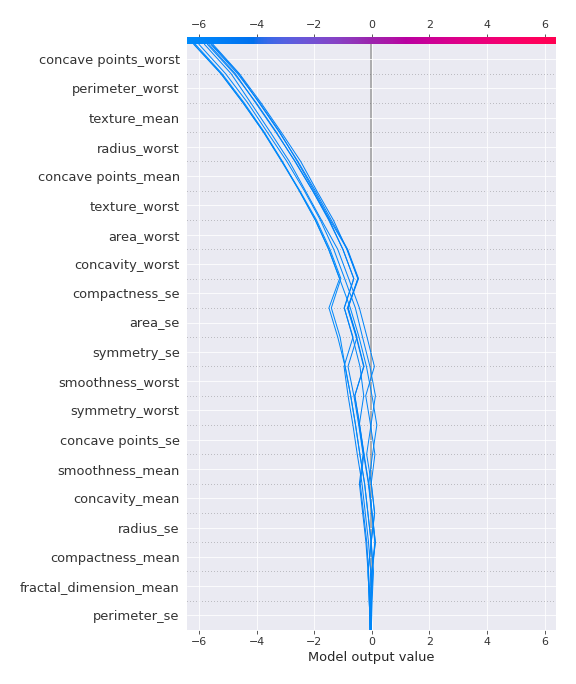 −6 −4 −2 0 2 4 6
concave points_worst
perimeter_worst
texture_mean
radius_worst
concave points_mean
texture_worst
area_worst
concavity_worst
compactness_se
area_se
symmetry_se
smoothness_worst
symmetry_worst
concave points_se
smoothness_mean
concavity_mean
radius_se
compactness_mean
fractal_dimension_mean
perimeter_se
−6 −4 −2 0 2 4 6
Model output value